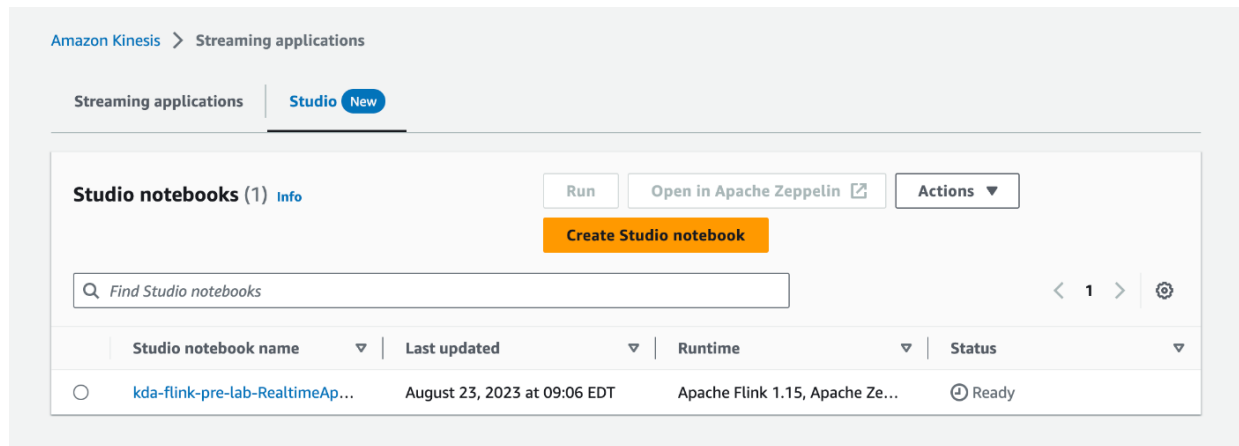 Amazon Kinesis > Streaming applications
Streaming applications Studio New
Studio notebooks (1) Info Run Open in Apache Zeppelin Actions
Create Studio notebook
Find Studio notebooks 1
Studio notebook name Last updated Runtime Status
kda-flink-pre-lab-RealtimeAp... August 23, 2023 at 09:06 EDT Apache Flink 1.15, Apache Ze... Ready